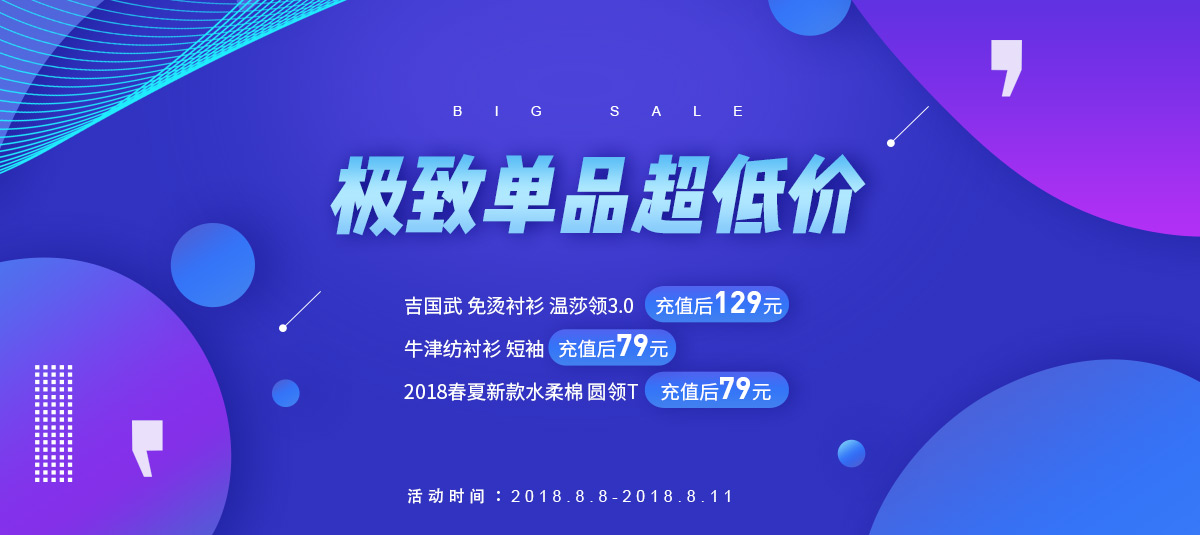 BIG SALE
极致单品超低价
吉国武 免烫衬衫 温莎领3.0 充值后129元
牛津纺衬衫 短袖 充值后79元
2018春夏新款水柔棉 圆领T 充值后79元
活动时间：2018.8.8-2018.8.11